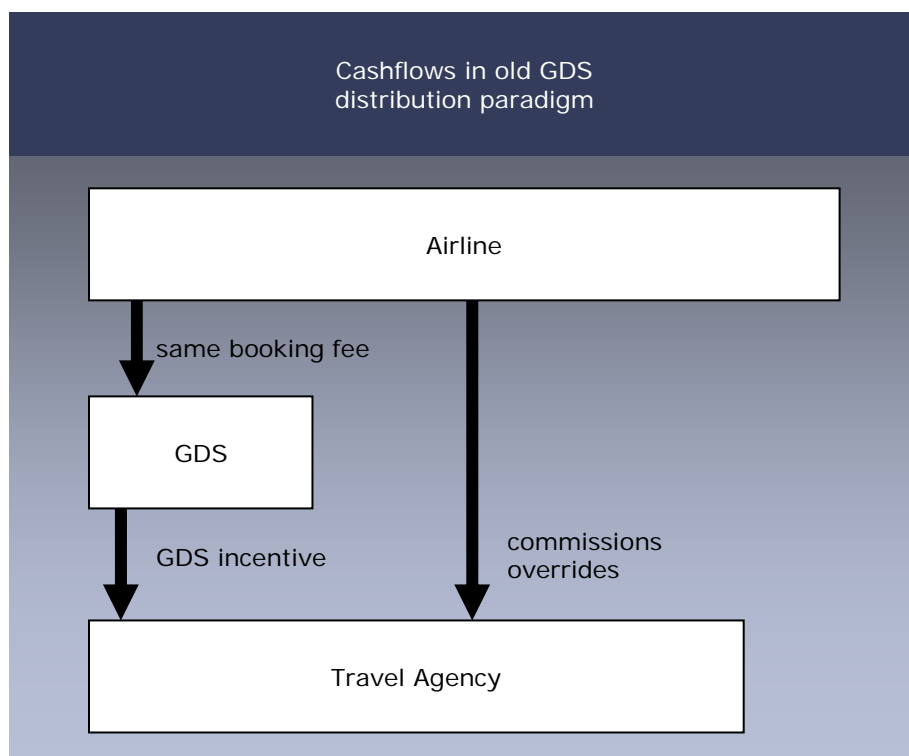 Cashflows in old GDS
distribution paradigm
Airline
same booking fee
GDS
GDS incentive
commissions
overrides
Travel Agency